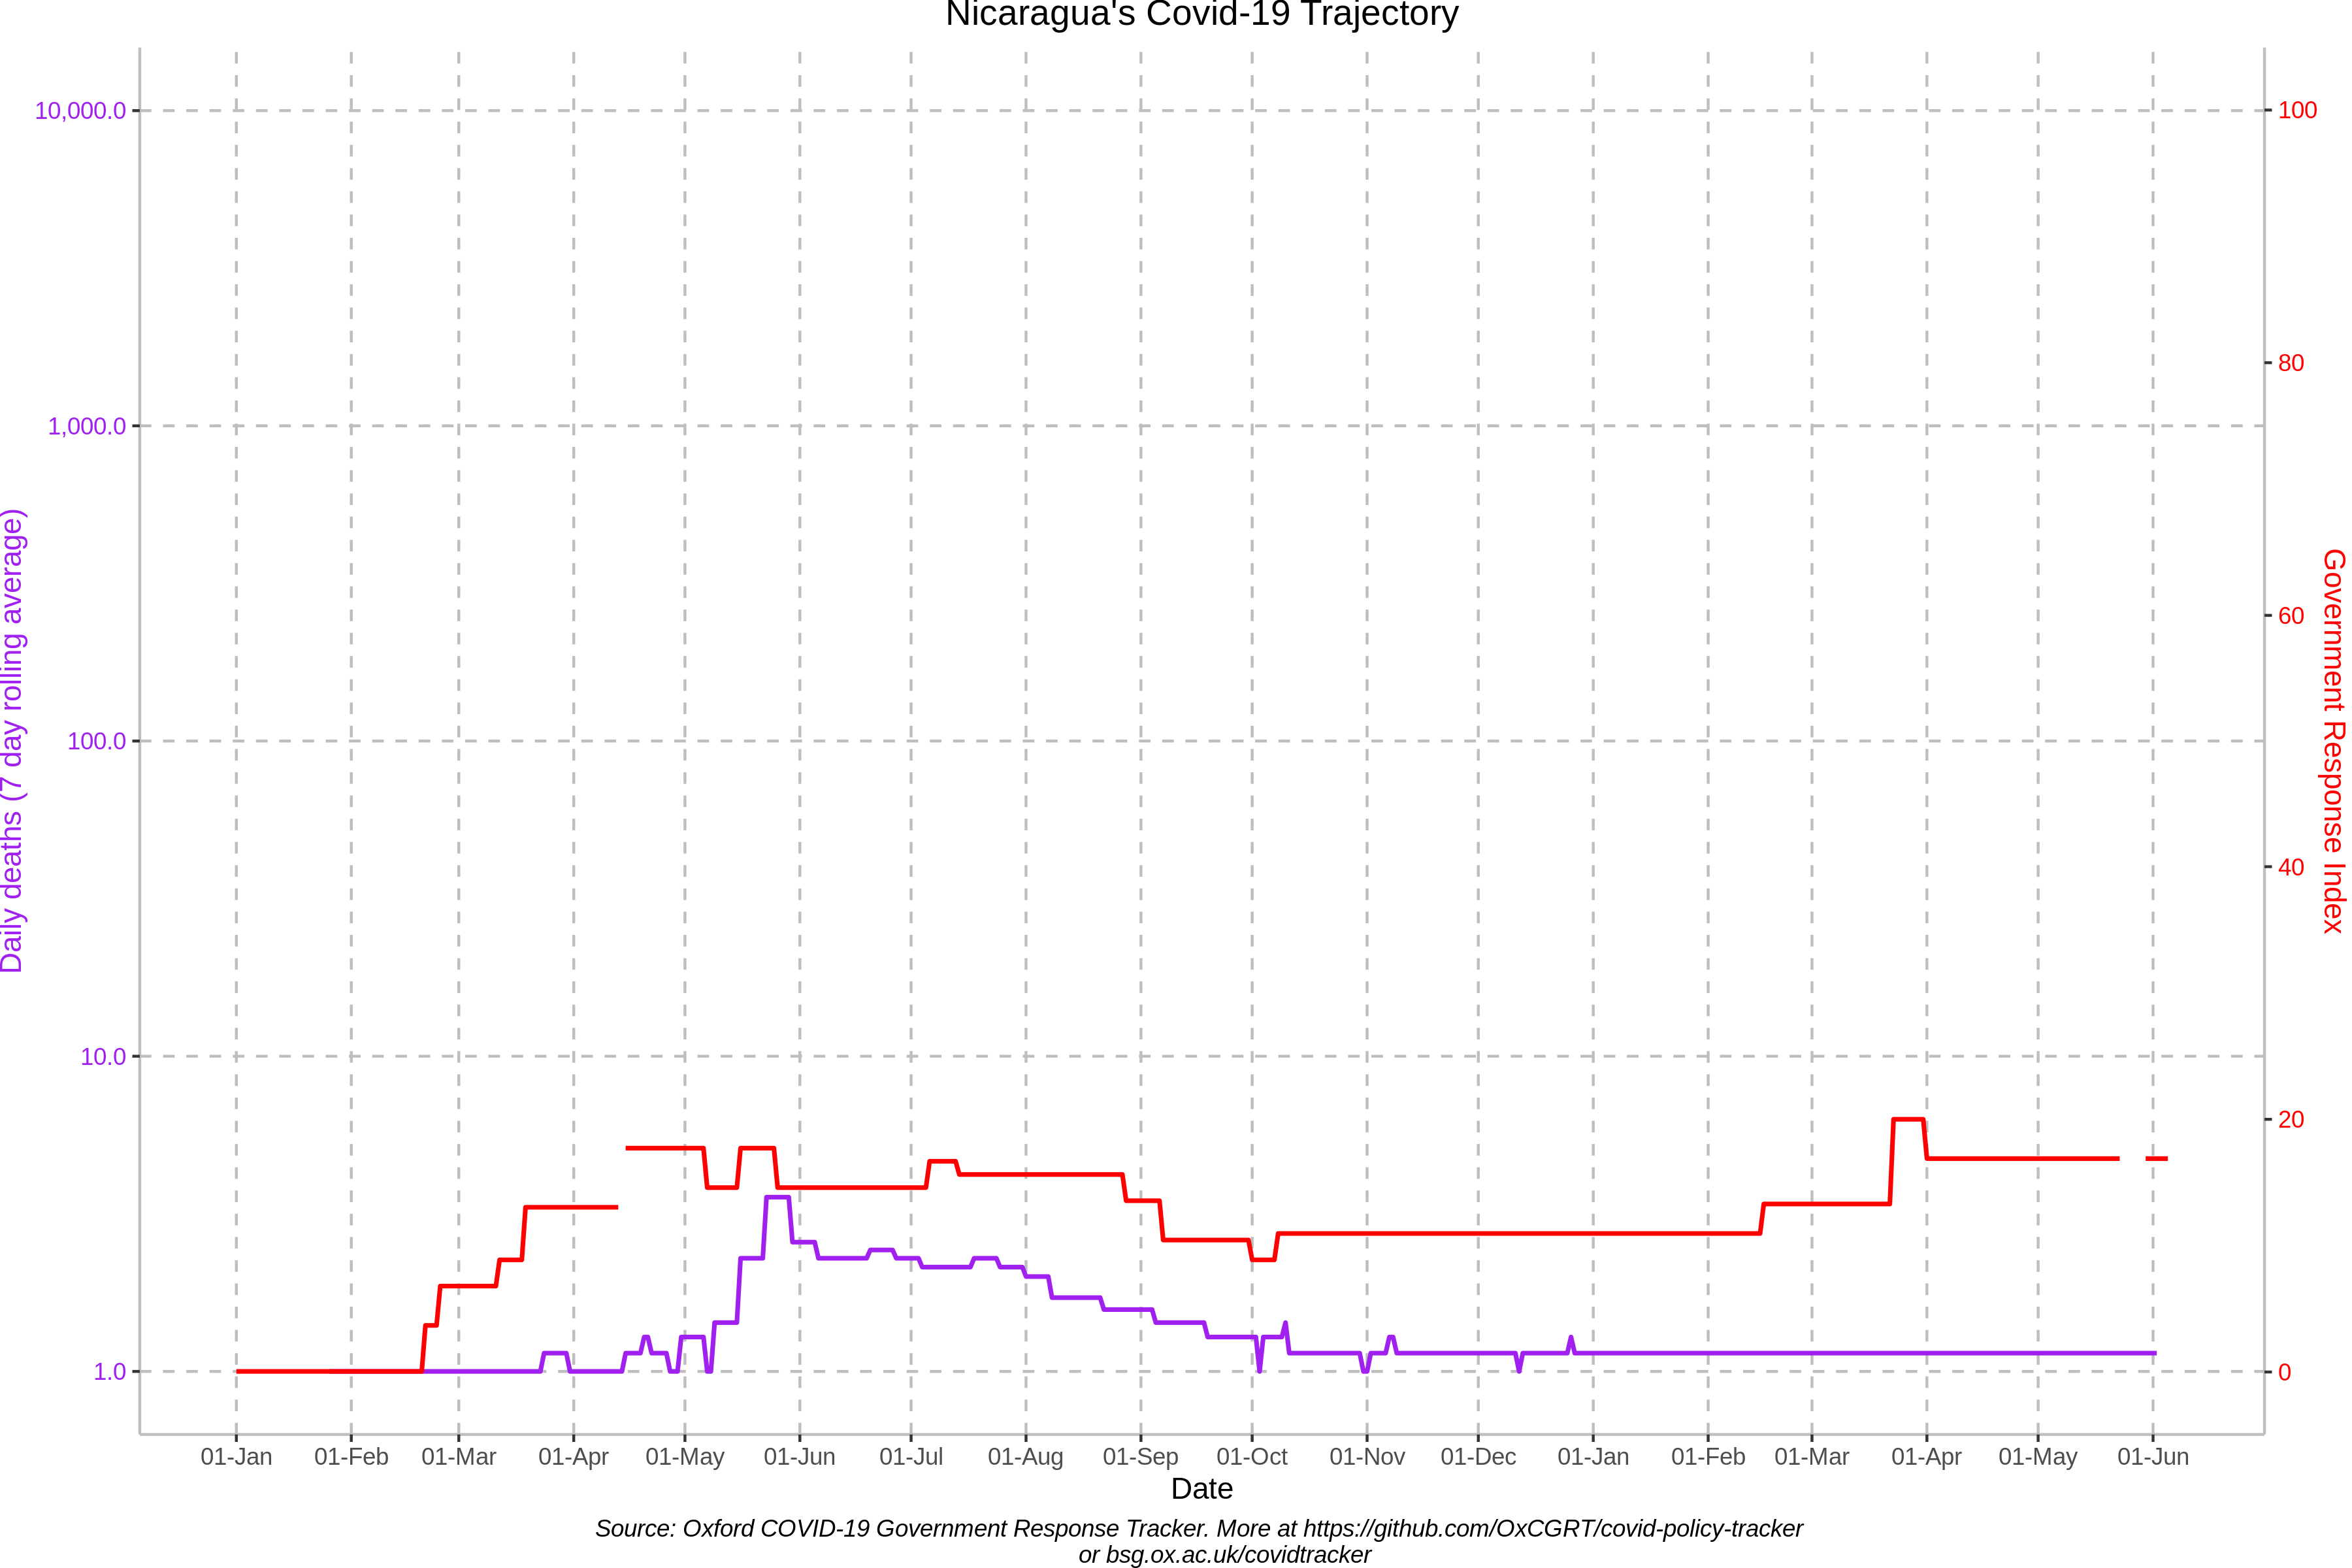 Nicaragua's Covid-19 Trajectory
10,000.0
1,000.0
100.0
10.0
1.0
Daily deaths (7 day rolling average)
100
80
60
40
20
0
Government Response Index
01-Jan 01-Feb 01-Mar 01-Apr 01-May 01-Jun 01-Jul 01-Aug 01-Sep 01-Oct 01-Nov 01-Dec 01-Jan 01-Feb 01-Mar 01-Apr 01-May 01-Jun
Date
Source: Oxford COVID-19 Government Response Tracker. More at https://github.com/OxCGRT/covid-policy-tracker
or bsg.ox.ac.uk/covidtracker